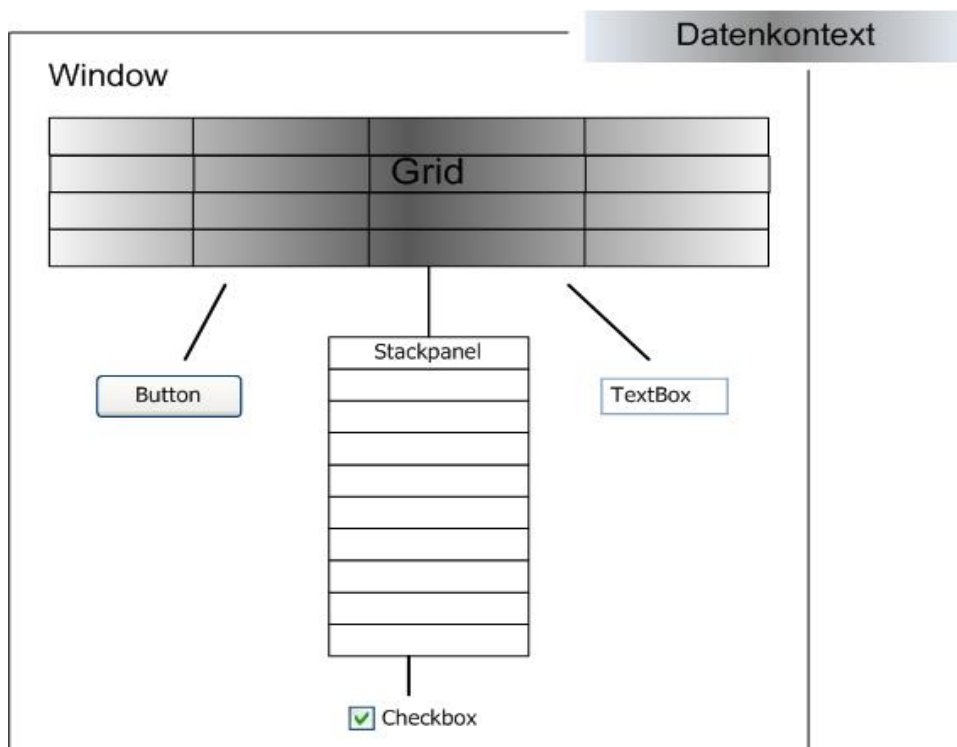 Datenkontext
Window
Grid
Stackpanel
Button
TextBox
Checkbox